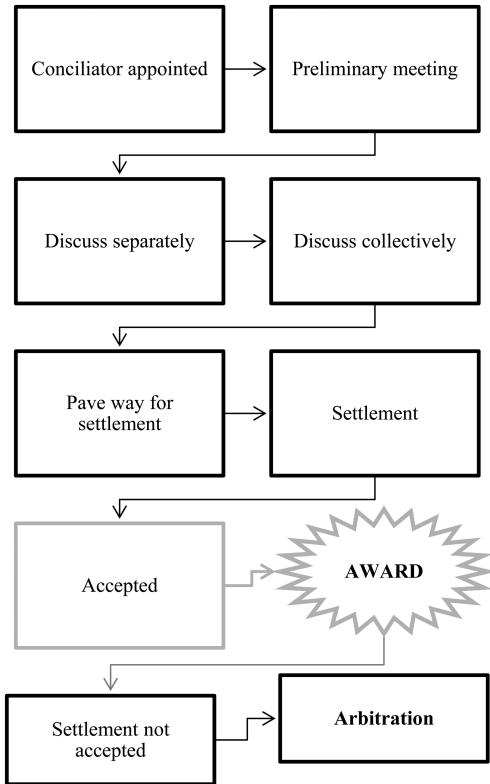 Conciliator appointed
Preliminary meeting
Discuss separately
Discuss collectively
Pave way for
settlement
Settlement
Accepted
AWARD
Settlement not
accepted
Arbitration